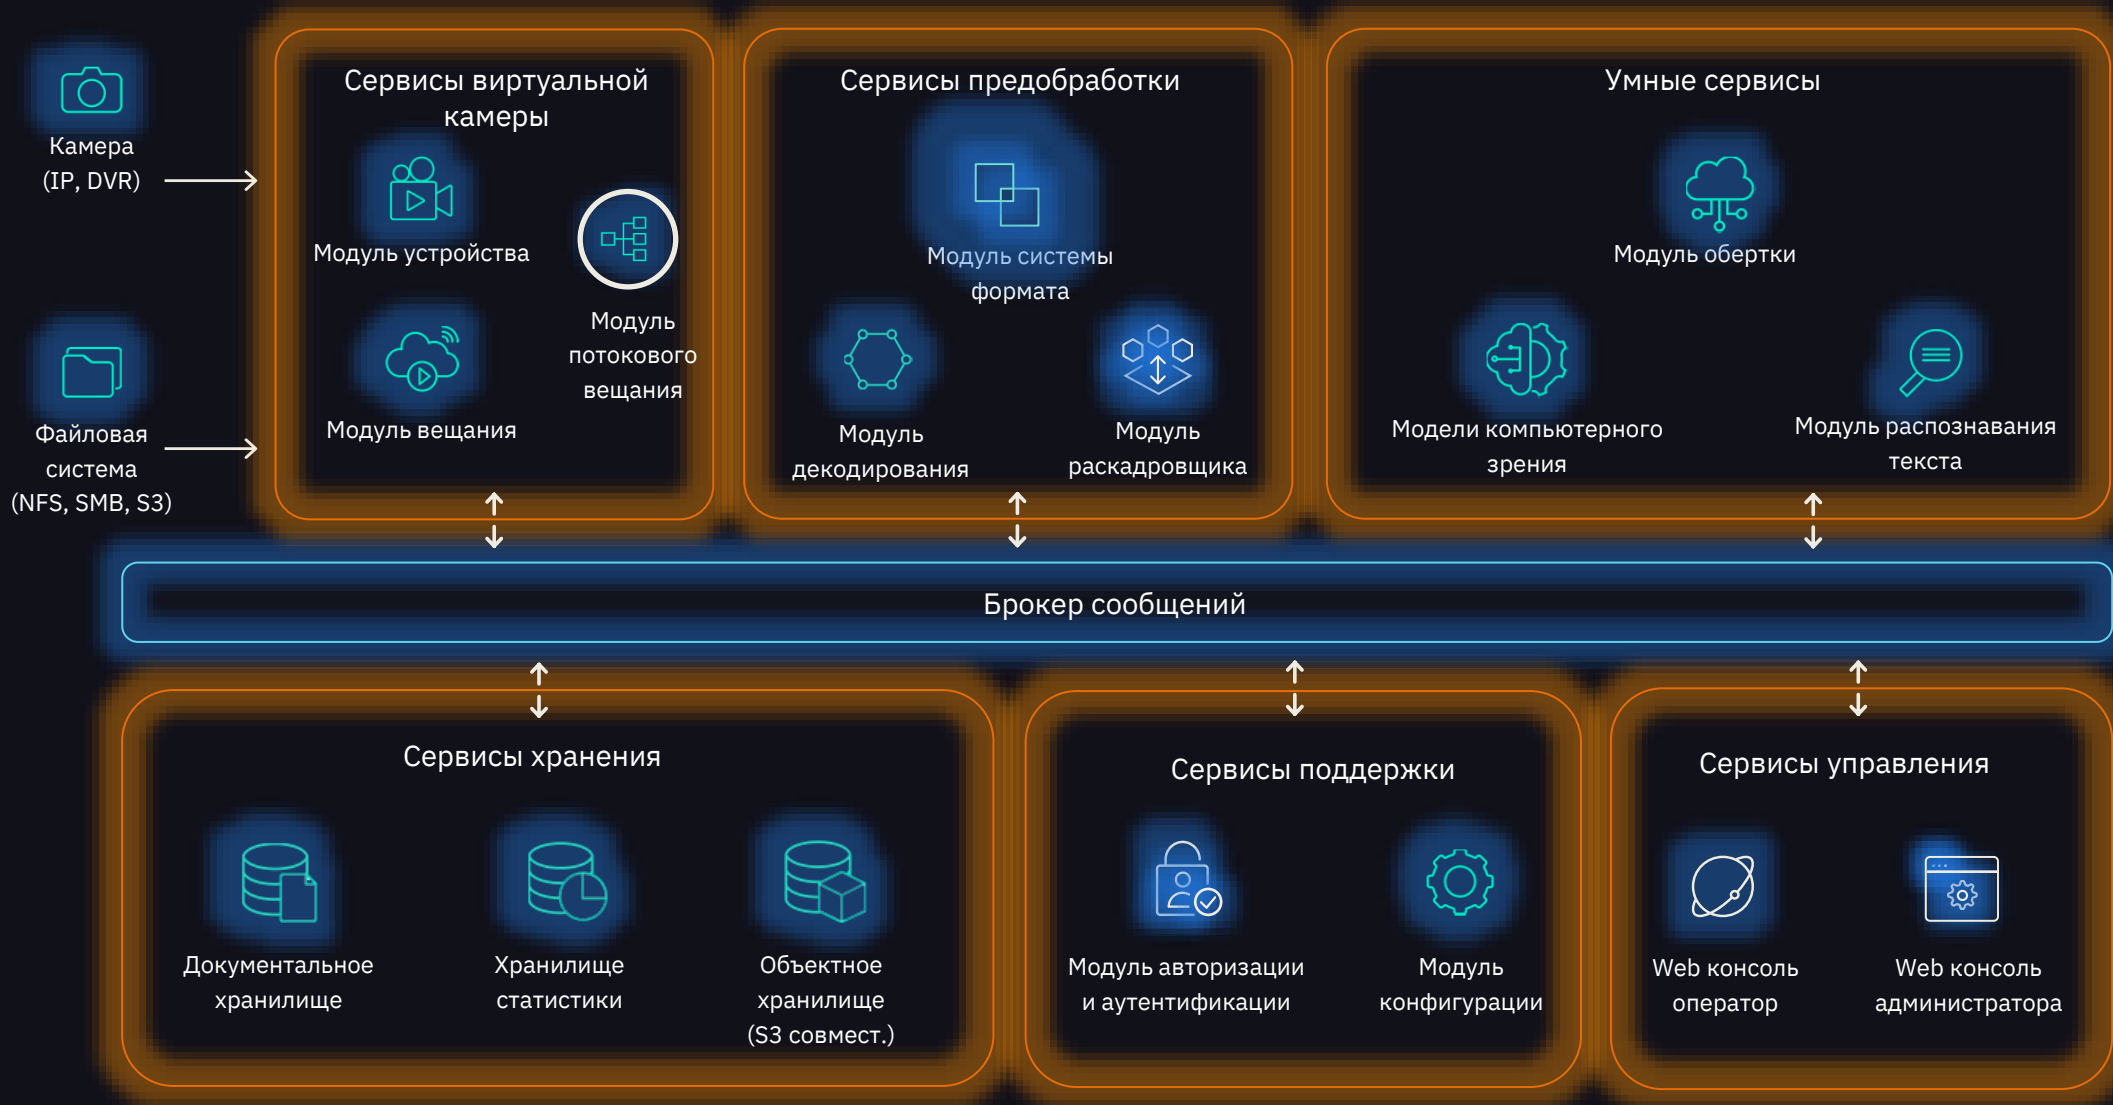 Камера
(IP, DVR)
Файловая
система
(NFS, SMB, S3)
Сервисы виртуальной
камеры
Модуль устройства
Модуль
потокового
вещания
Модуль вещания
Сервисы предобработки
Модуль системы
формата
Модуль
декодирования
Модуль
раскадровщика
Умные сервисы
Модуль обертки
Модели компьютерного
зрения
Модуль распознавания
текста
Брокер сообщений
Сервисы хранения
Документальное
хранилище
Хранилище
статистики
Объектное
хранилище
(S3 совмест.)
Сервисы поддержки
Модуль авторизации
и аутентификации
Модуль
конфигурации
Сервисы управления
Web консоль
оператор
Web консоль
администратора